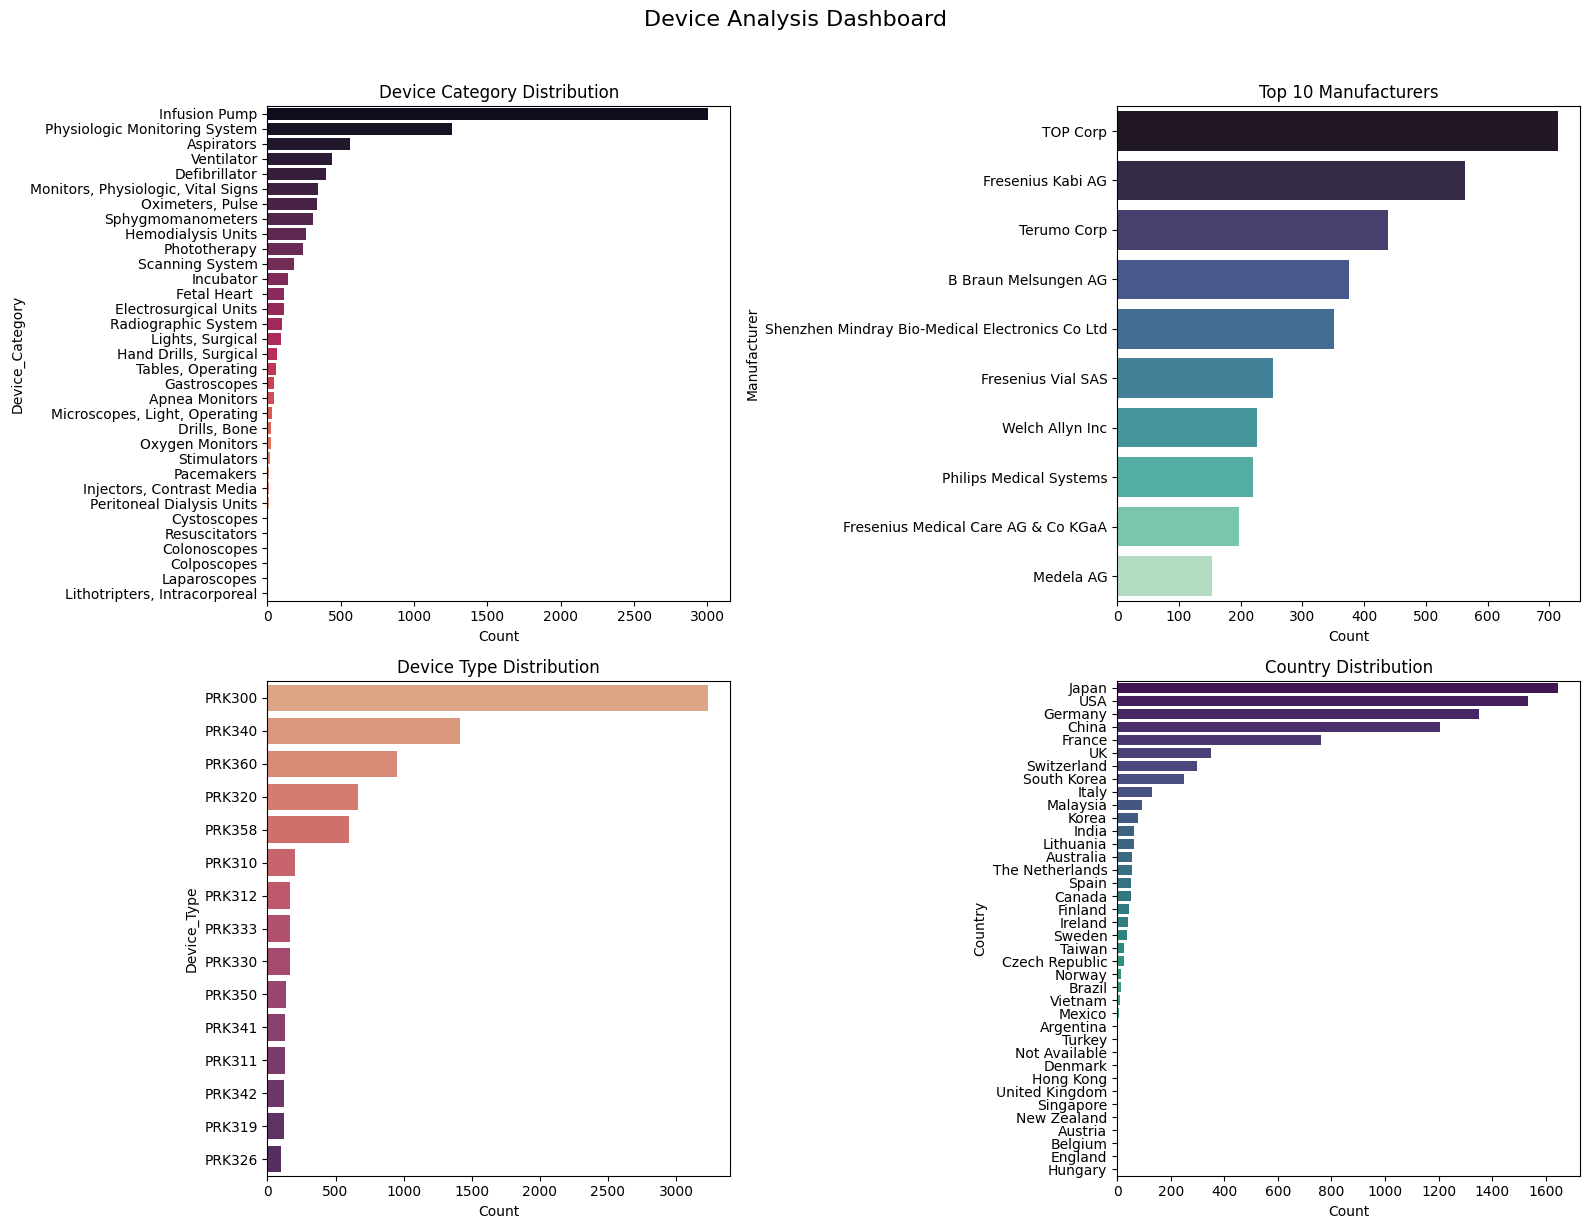 Device Analysis Dashboard
Device Category Distribution
Device_Category
Infusion Pump
Physiologic Monitoring System
Aspirators
Ventilator
Defibrillator
Monitors, Physiologic, Vital Signs
Oximeters, Pulse
Sphygmomanometers
Hemodialysis Units
Phototherapy
Scanning System
Incubator
Fetal Heart
Electrosurgical Units
Radiographic System
Lights, Surgical
Hand Drills, Surgical
Tables, Operating
Gastroscopes
Apnea Monitors
Microscopes, Light, Operating
Drills, Bone
Oxygen Monitors
Stimulators
Pacemakers
Injectors, Contrast Media
Peritoneal Dialysis Units
Cystoscopes
Resuscitators
Colonoscopes
Colposcopes
Laparoscopes
Lithotripters, Intracorporeal
0 500 1000 1500 2000 2500 3000
Count
Top 10 Manufacturers
Manufacturer
TOP Corp
Fresenius Kabi AG
Terumo Corp
B Braun Melsungen AG
Shenzhen Mindray Bio-Medical Electronics Co Ltd
Fresenius Vial SAS
Welch Allyn Inc
Philips Medical Systems
Fresenius Medical Care AG & Co KGaA
Medela AG
0 100 200 300 400 500 600 700
Count
Device Type Distribution
Device_Type
PRK300
PRK340
PRK360
PRK320
PRK358
PRK310
PRK312
PRK333
PRK330
PRK350
PRK341
PRK311
PRK342
PRK319
PRK326
0 500 1000 1500 2000 2500 3000
Count
Country Distribution
Country
Japan
USA
Germany
China
France
UK
Switzerland
South Korea
Italy
Malaysia
Korea
India
Lithuania
Australia
The Netherlands
Spain
Canada
Finland
Ireland
Sweden
Taiwan
Czech Republic
Norway
Brazil
Vietnam
Mexico
Argentina
Turkey
Not Available
Denmark
Hong Kong
United Kingdom
Singapore
New Zealand
Austria
Belgium
England
Hungary
0 200 400 600 800 1000 1200 1400 1600
Count